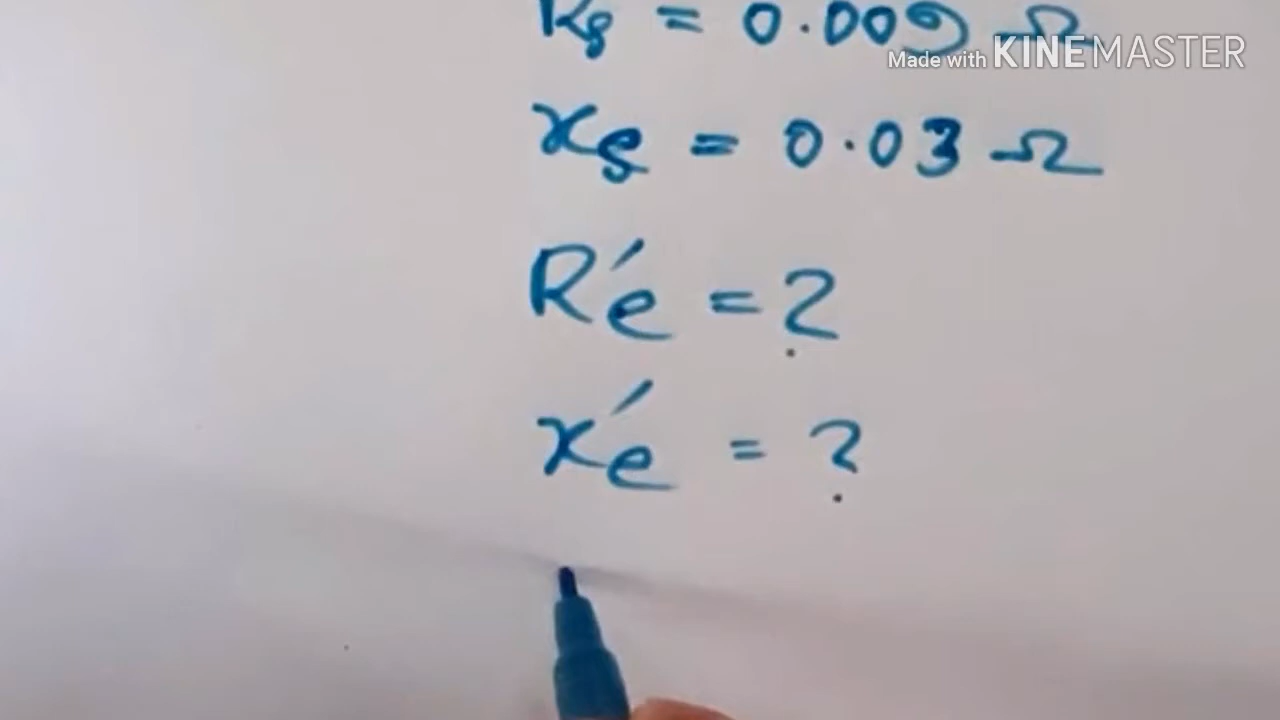 Rs = 0.009 Ω
Made with KINEMASTER
xs = 0.03 Ω
R'e = ?
x'e = ?